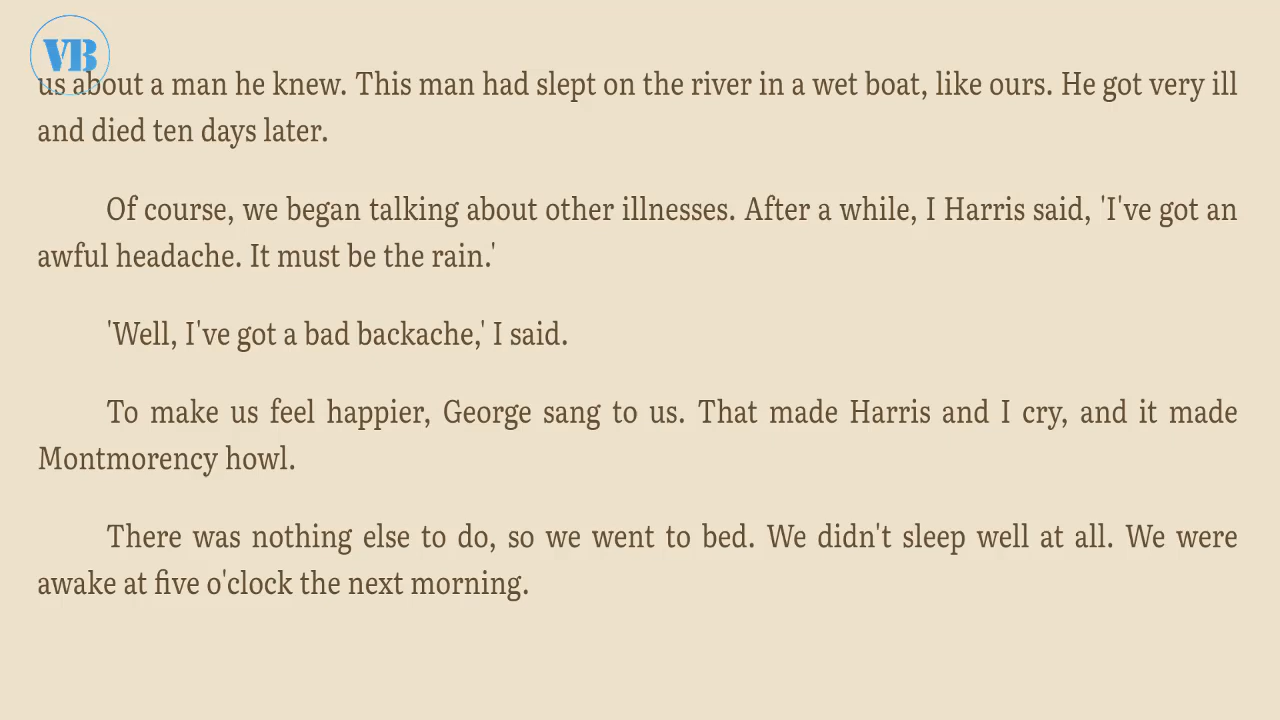 VB
us about a man he knew. This man had slept on the river in a wet boat, like ours. He got very ill
and died ten days later.
Of course, we began talking about other illnesses. After a while, I Harris said, 'I've got an
awful headache. It must be the rain.'
'Well, I've got a bad backache,' I said.
To make us feel happier, George sang to us. That made Harris and I cry, and it made
Montmorency howl.
There was nothing else to do, so we went to bed. We didn't sleep well at all. We were
awake at five o'clock the next morning.